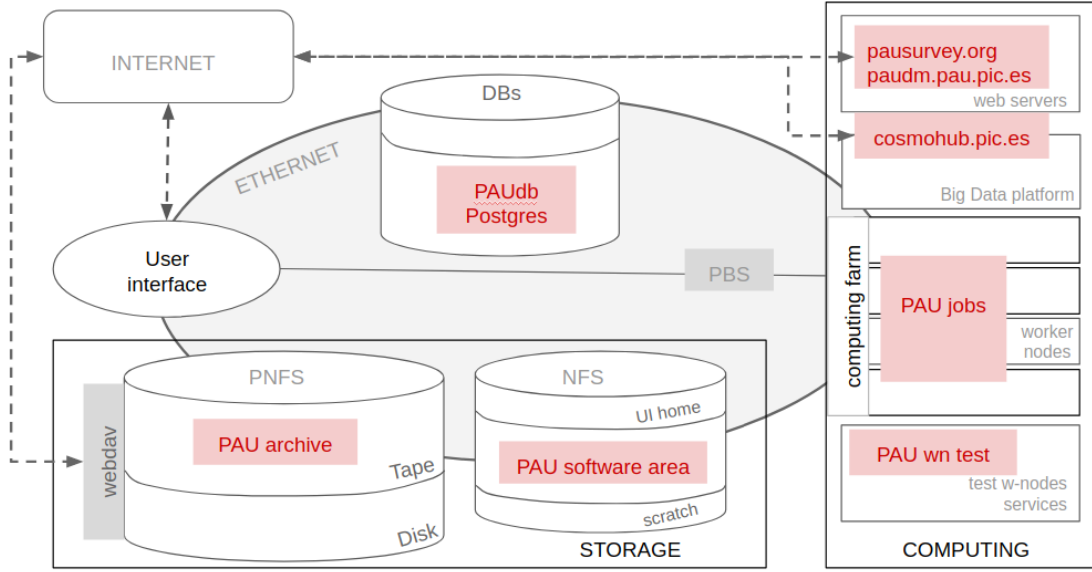 INTERNET
pausurvey.org
paudm.pau.pic.es
web servers
cosmohub.pic.es
Big Data platform
DBs
PAUdb
Postgres
ETHERNET
User
interface
PBS
computing farm
PAU jobs
worker
nodes
PAU wn test
test w-nodes
services
COMPUTING
webdav
PNFS
PAU archive
Tape
Disk
NFS
UI home
PAU software area
scratch
STORAGE